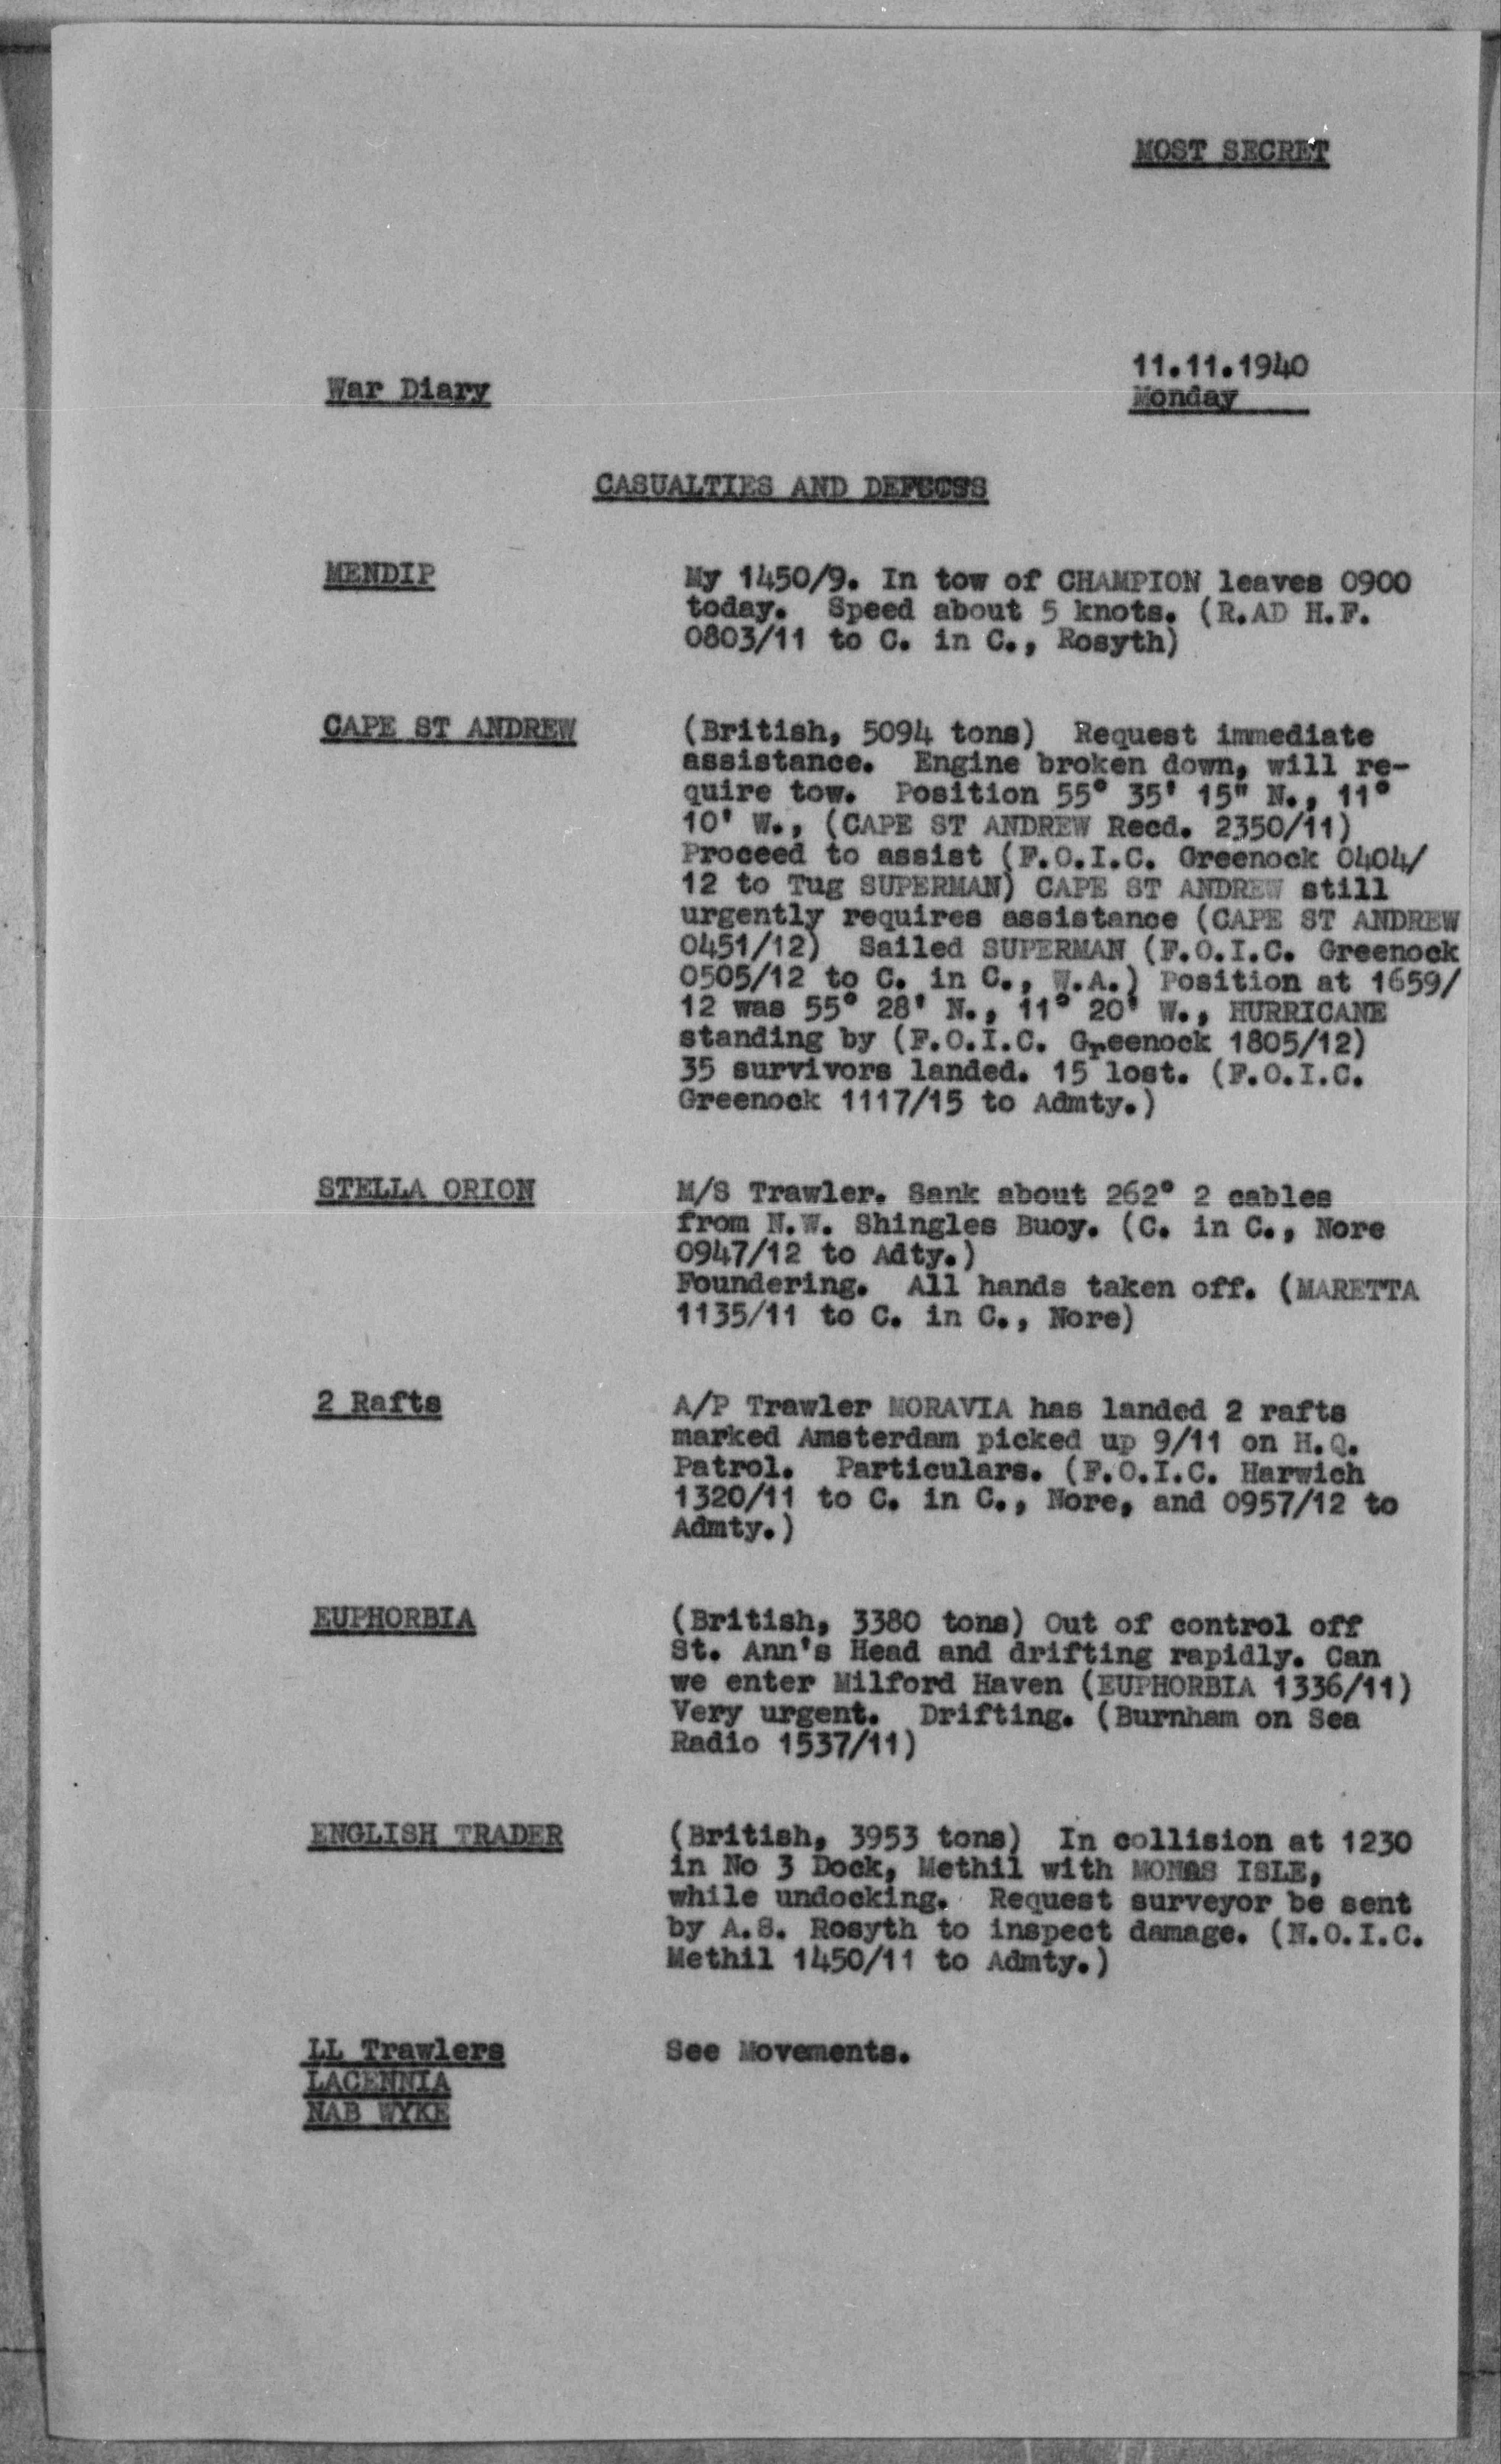 MOST SECRET
11.11.1940
War Diary
Monday
CASUALTIES AND DEFECTS
MENDIP
My 1450/9. In tow of CHAMPION leaves 0900
today. Speed about 5 knots. (R.AD H.F.
0803/11 to C. in C., Rosyth)
CAPE ST ANDREW
(British, 5094 tons) Request immediate
assistance. Engine broken down, will re-
quire tow. Position 55° 35' 15" N., 11°
10' W., (CAPE ST ANDREW Recd. 2350/11)
Proceed to assist (F.O.I.C. Greenock 0404/
12 to Tug SUPERMAN) CAPE ST ANDREW still
urgently requires assistance (CAPE ST ANDREW
0451/12) Sailed SUPERMAN (F.O.I.C. Greenock
0505/12 to C. in C., W.A.) Position at 1659/
12 was 55° 28' N., 11° 20' W., HURRICANE
standing by (F.O.I.C. Greenock 1805/12)
35 survivors landed. 15 lost. (F.O.I.C.
Greenock 1117/15 to Admty.)
STELLA ORION
M/S Trawler. Sank about 262° 2 cables
from N.W. Shingles Buoy. (C. in C., Nore
0947/12 to Adty.)
Foundering. All hands taken off. (MARETTA
1135/11 to C. in C., Nore)
2 Rafts
A/P Trawler MORAVIA has landed 2 rafts
marked Amsterdam picked up 9/11 on H.Q.
Patrol. Particulars. (F.O.I.C. Harwich
1320/11 to C. in C., Nore, and 0957/12 to
Admty.)
EUPHORBIA
(British, 3380 tons) Out of control off
St. Ann's Head and drifting rapidly. Can
we enter Milford Haven (EUPHORBIA 1336/11)
Very urgent. Drifting. (Burnham on Sea
Radio 1537/11)
ENGLISH TRADER
(British, 3953 tons) In collision at 1230
in No 3 Dock, Methil with MONAS ISLE,
while undocking. Request surveyor be sent
by A.S. Rosyth to inspect damage. (N.O.I.C.
Methil 1450/11 to Admty.)
LL Trawlers
See Movements.
LACENNIA
NAB WYKE